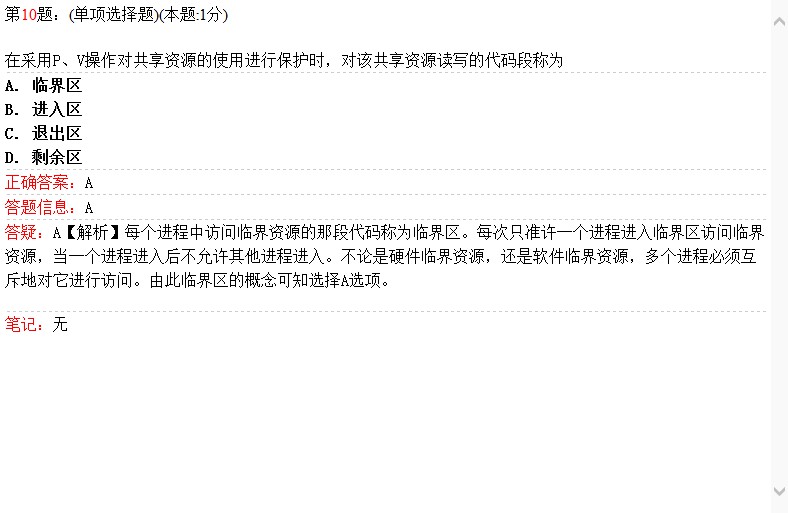 第10题：(单项选择题)(本题:1分)
在采用P、V操作对共享资源的使用进行保护时，对该共享资源读写的代码段称为
A. 临界区
B. 进入区
C. 退出区
D. 剩余区
正确答案：A
答题信息：A
答疑：A【解析】每个进程中访问临界资源的那段代码称为临界区。每次只准许一个进程进入临界区访问临界
资源，当一个进程进入后不允许其他进程进入。不论是硬件临界资源，还是软件临界资源，多个进程必须互
斥地对它进行访问。由此临界区的概念可知选择A选项。
笔记：无